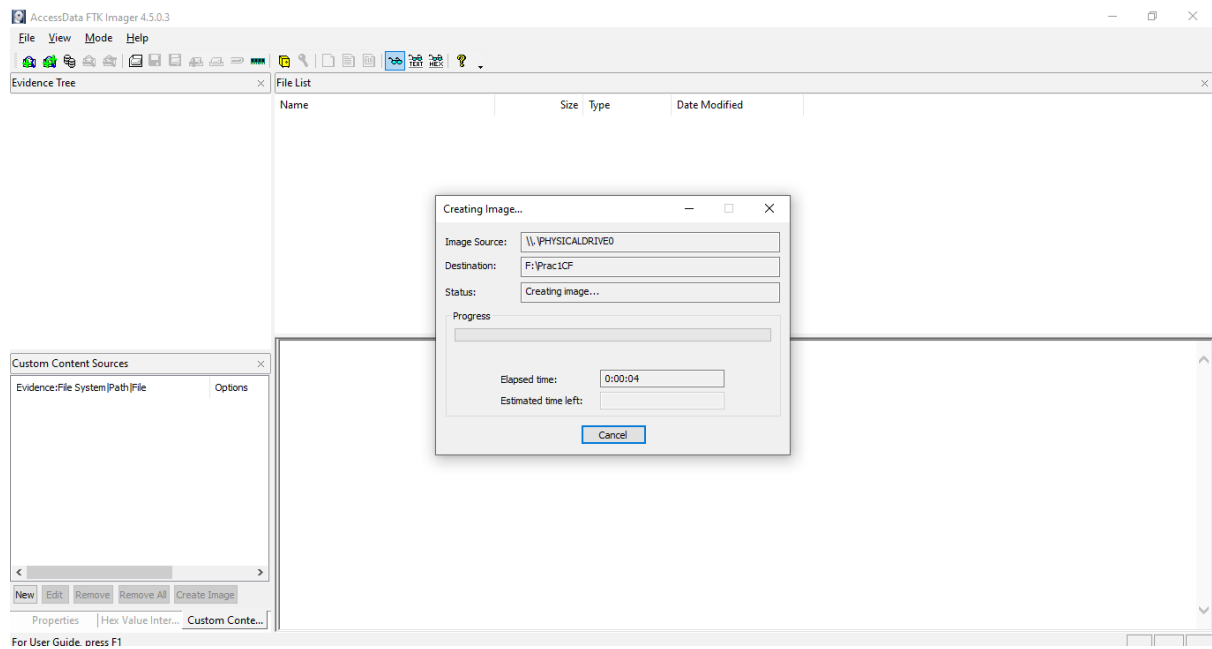 AccessData FTK Imager 4.5.0.3
File View Mode Help
TEXT HEX
Evidence Tree
File List
Name Size Type Date Modified
Creating Image...
Image Source: \\.\PHYSICALDRIVE0
Destination: F:\Prac1CF
Status: Creating image...
Progress
Elapsed time: 0:00:04
Estimated time left:
Cancel
Custom Content Sources
Evidence:File System|Path|File Options
New Edit Remove Remove All Create Image
Properties Hex Value Inter... Custom Conte...
For User Guide, press F1